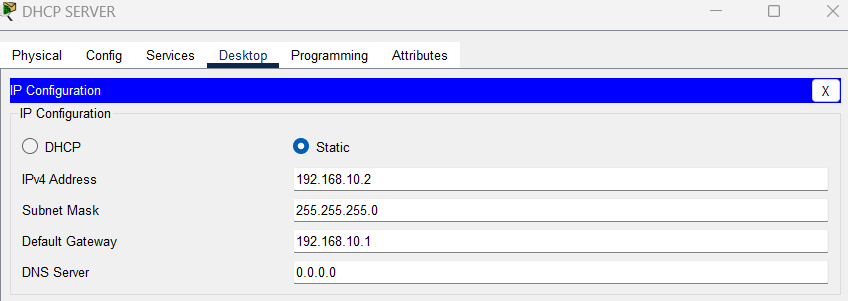 DHCP SERVER
Physical Config Services Desktop Programming Attributes
IP Configuration X
IP Configuration
DHCP Static
IPv4 Address 192.168.10.2
Subnet Mask 255.255.255.0
Default Gateway 192.168.10.1
DNS Server 0.0.0.0